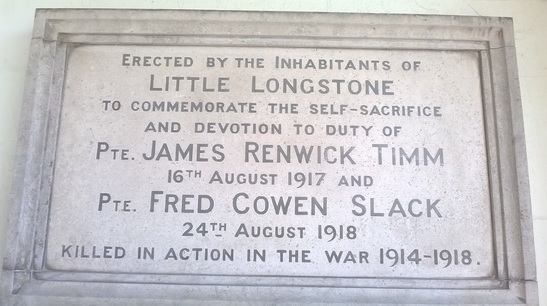 Erected by the Inhabitants of
LITTLE LONGSTONE
TO COMMEMORATE THE SELF-SACRIFICE
AND DEVOTION TO DUTY OF
PTE. JAMES RENWICK TIMM
16TH AUGUST 1917 AND
PTE. FRED COWEN SLACK
24TH AUGUST 1918
KILLED IN ACTION IN THE WAR 1914-1918.